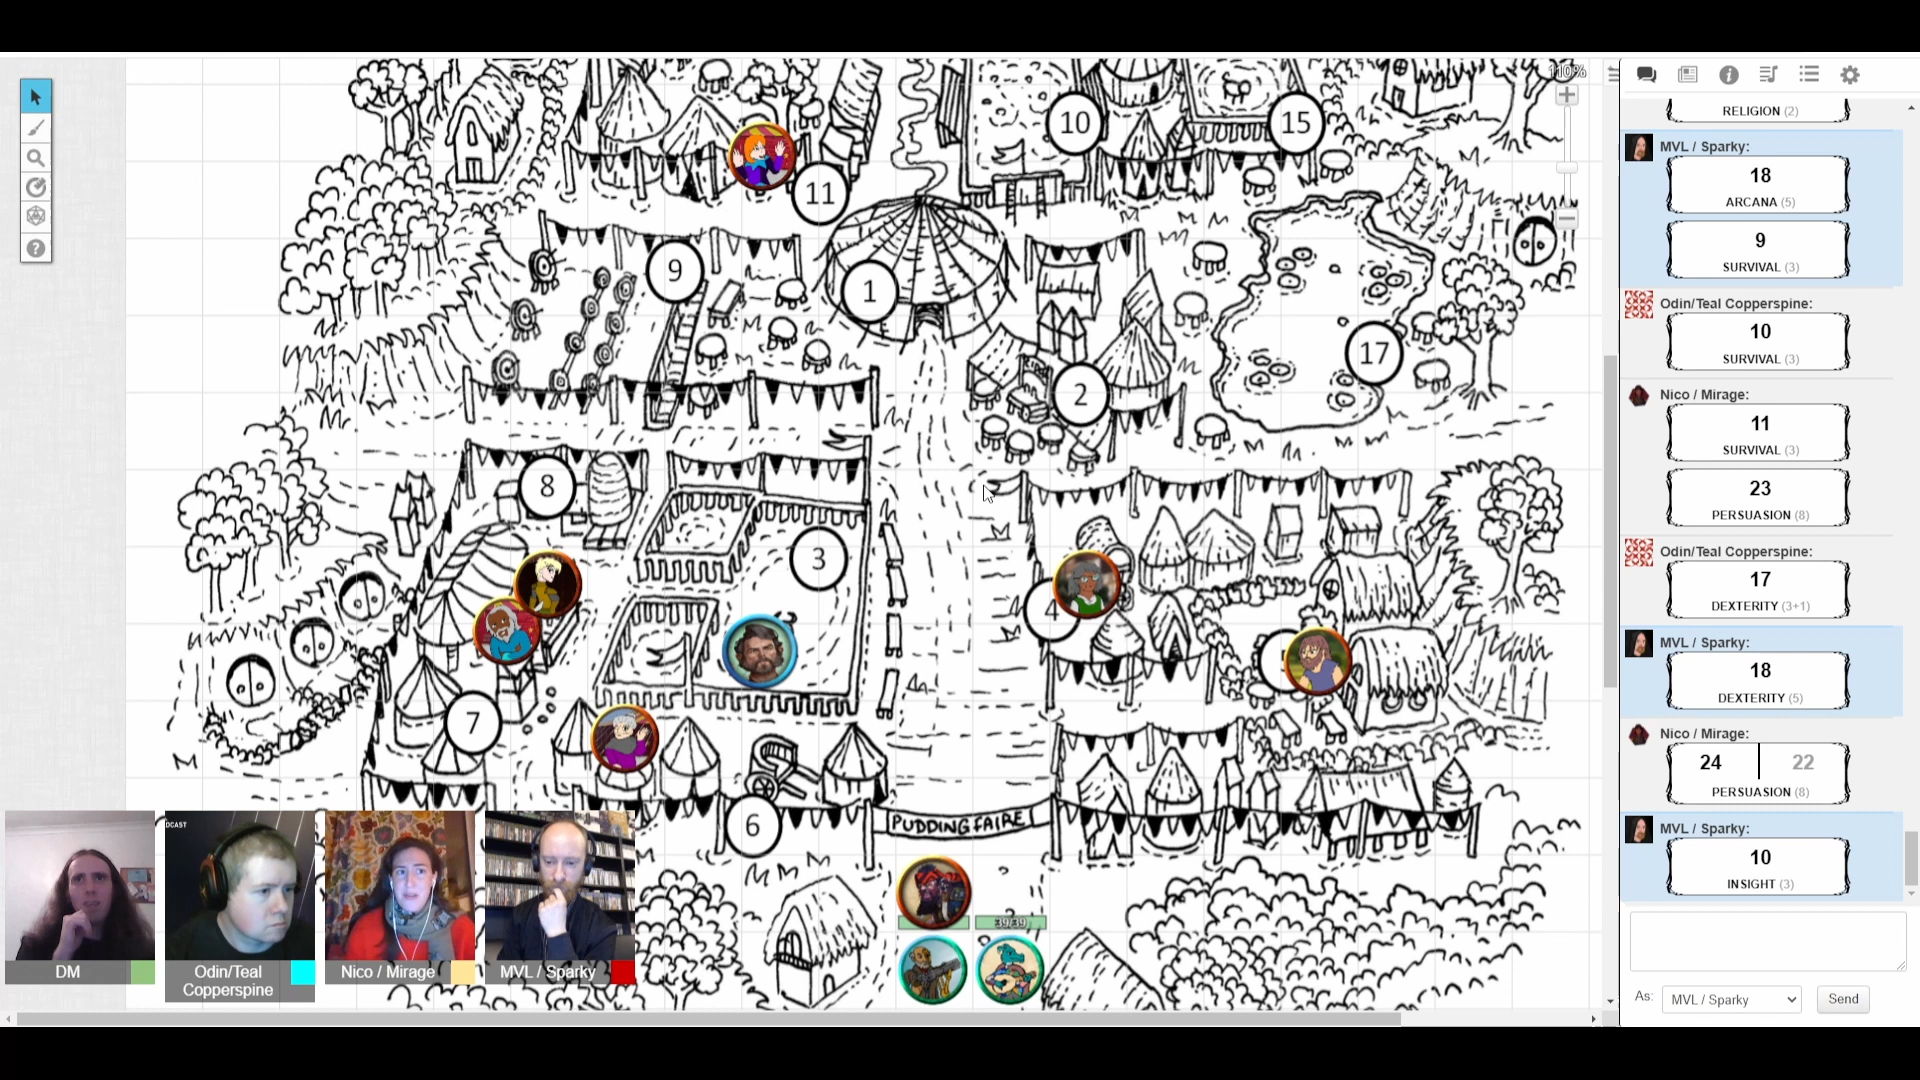 110%
10
15
11
9
1
17
2
8
3
4
7
6
PUDDING FAIRE
39/39
DCAST
DM
Odin/Teal
Copperspine
Nico / Mirage
MVL / Sparky
RELIGION (2)
MVL / Sparky:
18
ARCANA (5)
9
SURVIVAL (3)
Odin/Teal Copperspine:
10
SURVIVAL (3)
Nico / Mirage:
11
SURVIVAL (3)
23
PERSUASION (8)
Odin/Teal Copperspine:
17
DEXTERITY (3+1)
MVL / Sparky:
18
DEXTERITY (5)
Nico / Mirage:
24 22
PERSUASION (8)
MVL / Sparky:
10
INSIGHT (3)
As: MVL / Sparky Send